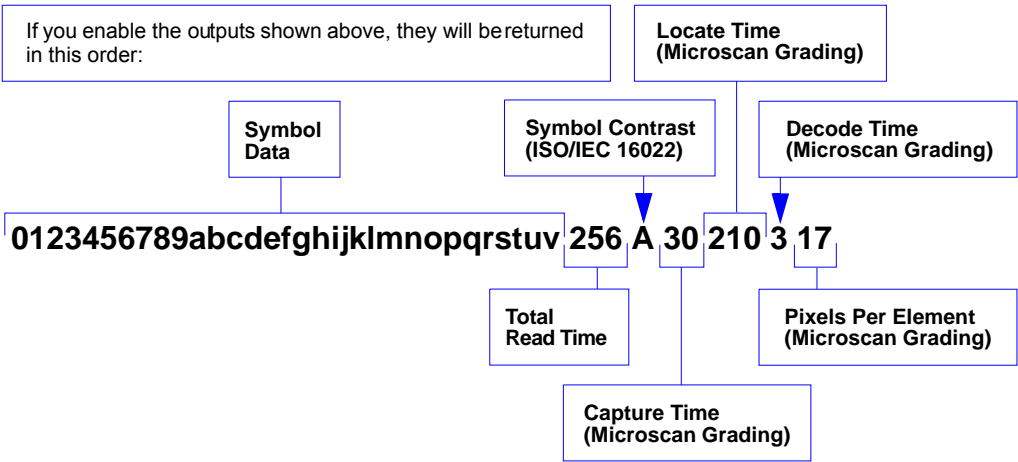 If you enable the outputs shown above, they will be returned
in this order:
Locate Time
(Microscan Grading)
Symbol
Data
Symbol Contrast
(ISO/IEC 16022)
Decode Time
(Microscan Grading)
0123456789abcdefghijklmnopqrstuv 256 A 30 210 3 17
Total
Read Time
Pixels Per Element
(Microscan Grading)
Capture Time
(Microscan Grading)